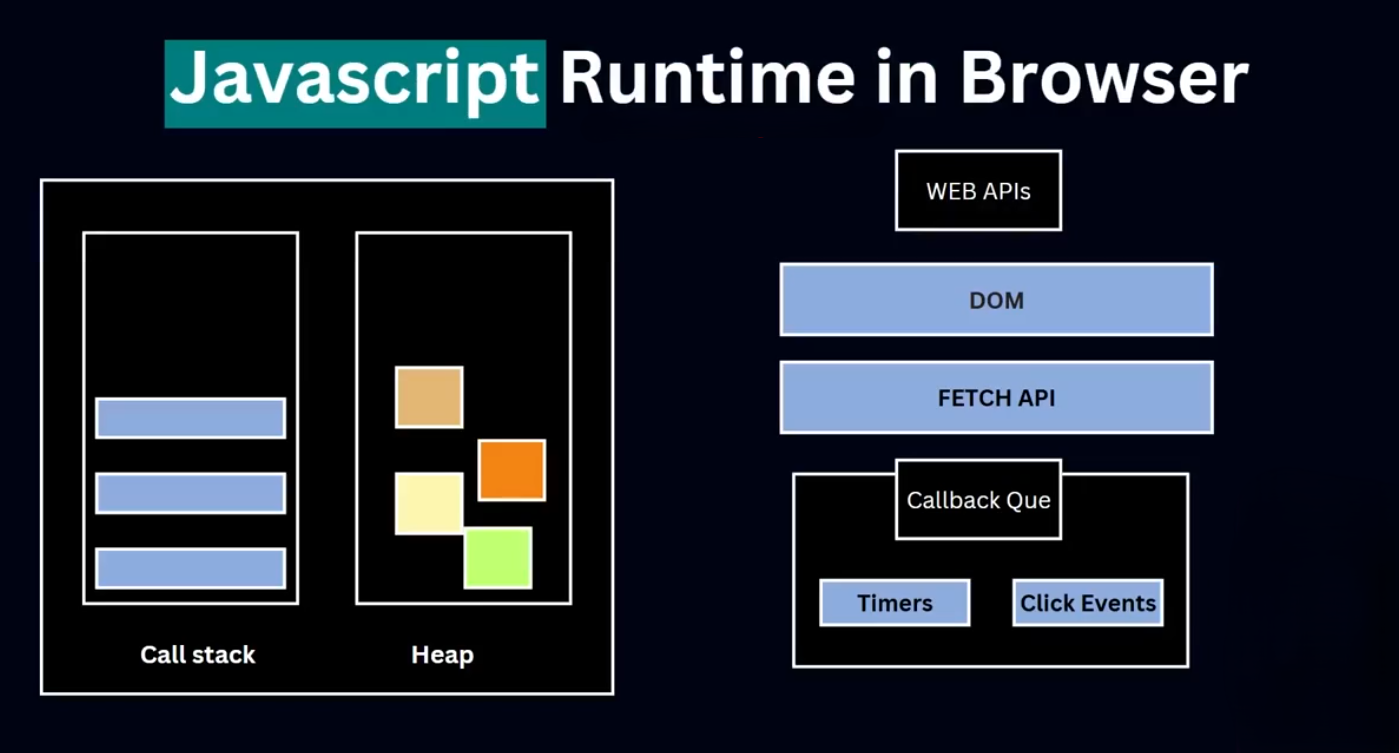 Javascript Runtime in Browser
WEB APIs
DOM
FETCH API
Callback Que
Timers
Click Events
Call stack
Heap